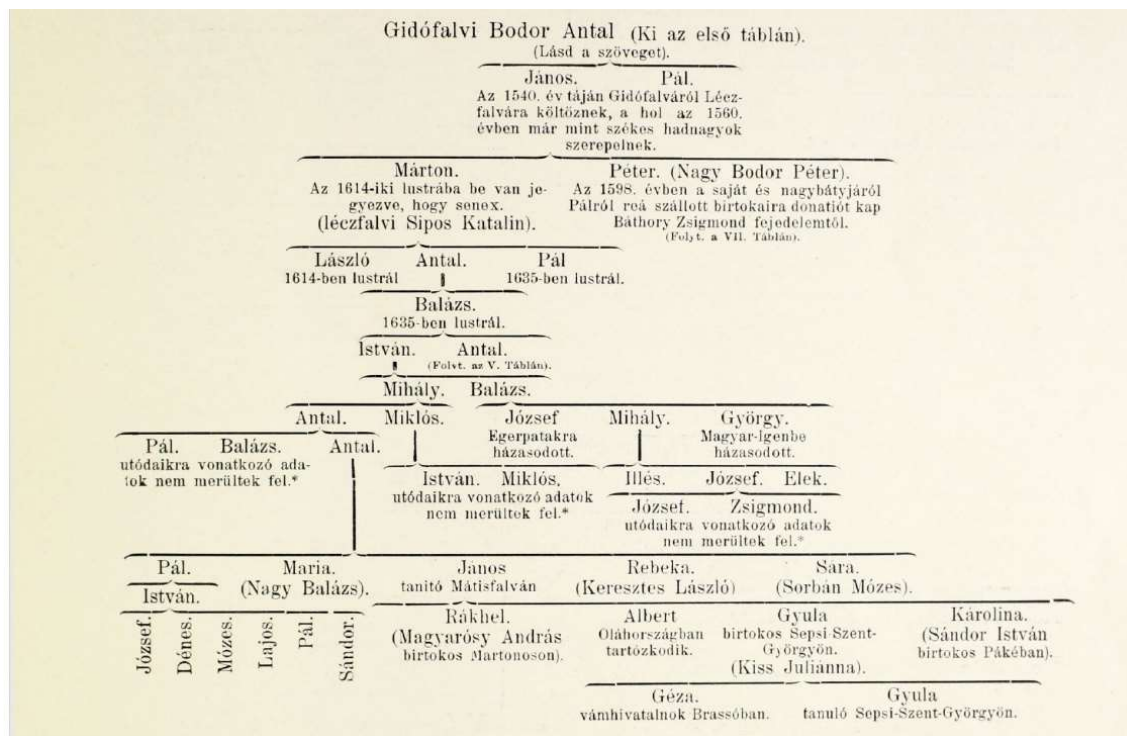 Gidófalvi Bodor Antal (Ki az első táblán).
(Lásd a szöveget).
János. Pál.
Az 1540. év táján Gidófalváról Lécz-
falvára költöznek, a hol az 1560.
évben már mint székes hadnagyok
szerepelnek.
Márton. Péter. (Nagy Bodor Péter).
Az 1614-iki lustrába be van je- Az 1598. évben a saját és nagybátyjáról
gyezve, hogy senex. Pálról reá szállott birtokaira donatiót kap
(léczfalvi Sipos Katalin). Báthory Zsigmond fejedelemtől.
(Folyt. a VII. Táblán).
László Antal. Pál
1614-ben lustrál 1635-ben lustrál.
Balázs.
1635-ben lustrál.
István. Antal.
(Folyt. az V. Táblán).
Mihály. Balázs.
Antal. Miklós. József Mihály. György.
Egerpatakra Magyar-Igenbe
házasodott. házasodott.
Pál. Balázs. Antal.
utódaikra vonatkozó ada-
tok nem merültek fel.*
István. Miklós. Illés. József. Elek.
utódaikra vonatkozó adatok
nem merültek fel.*
József. Zsigmond.
utódaikra vonatkozó adatok
nem merültek fel.*
Pál. Maria. János Rebeka. Sára.
(Nagy Balázs). tanitó Mátisfalván (Keresztes László) (Sorbán Mózes).
István.
József. Dénes. Mózes. Lajos. Pál. Sándor.
Rákhel. Albert Gyula Károlina.
(Magyarósy András Oláhországban birtokos Sepsi-Szent- (Sándor István
birtokos Martonoson). tartózkodik. Györgyön. birtokos Pákéban).
(Kiss Juliánna).
Géza. Gyula
vámhivatalnok Brassóban. tanuló Sepsi-Szent-Györgyön.